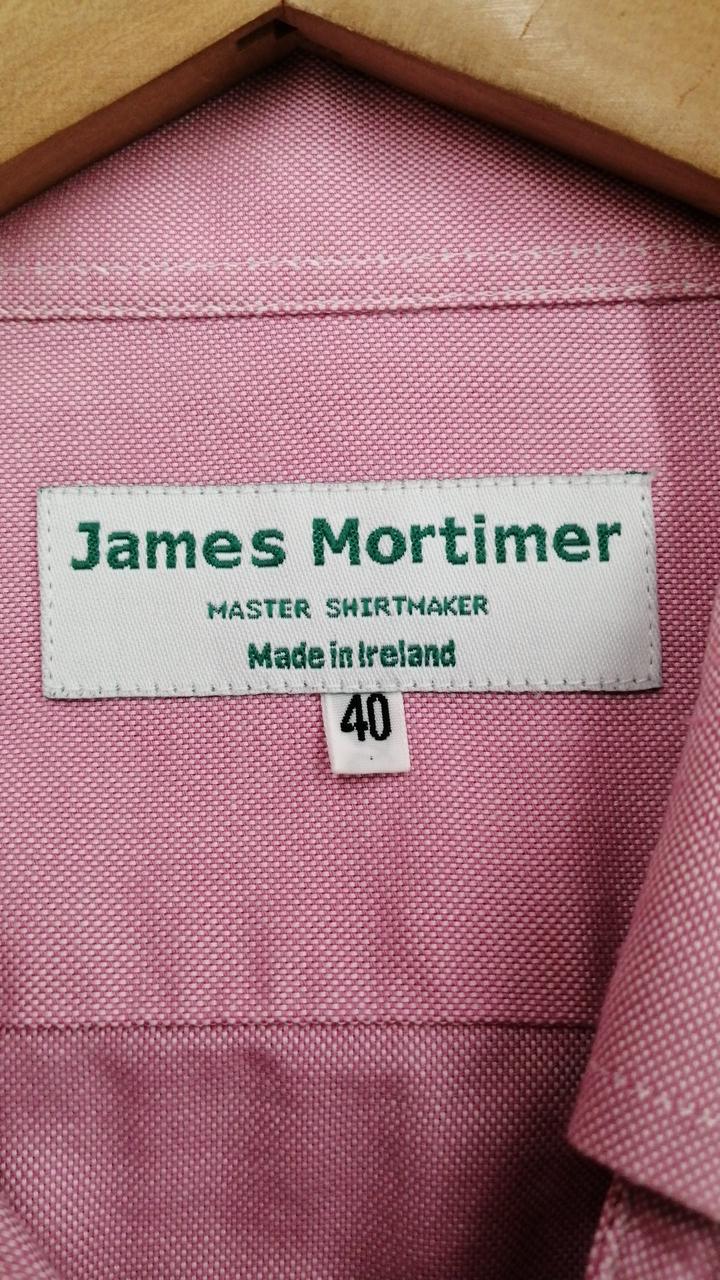 James Mortimer
MASTER SHIRTMAKER
Made in Ireland
40